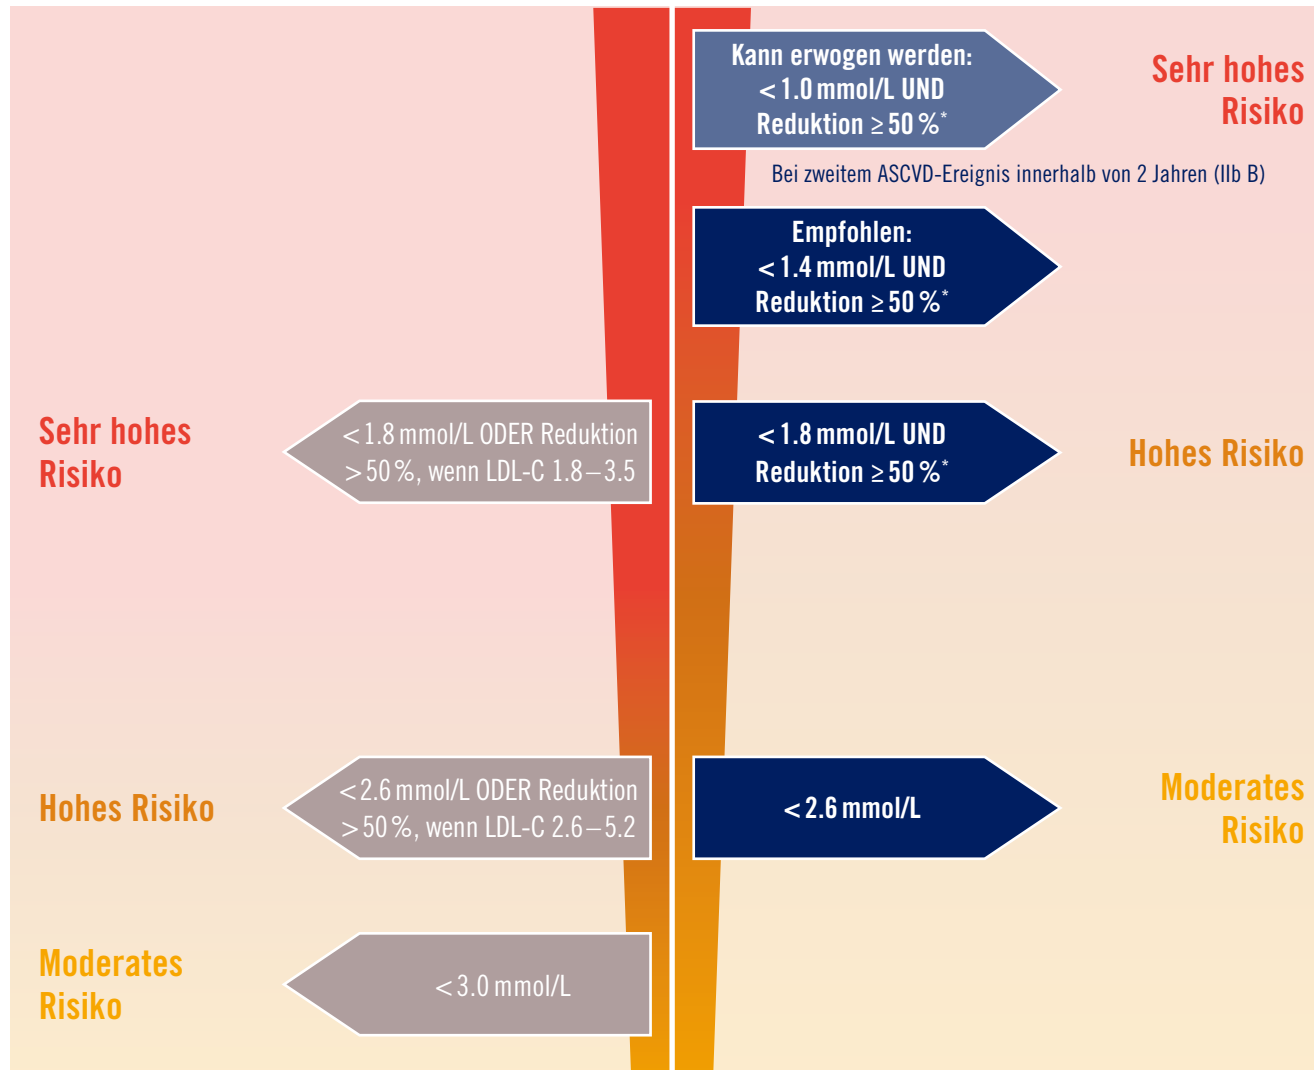 Kann erwogen werden:
< 1.0 mmol/L UND
Reduktion ≥ 50 %*
Sehr hohes
Risiko
Bei zweitem ASCVD-Ereignis innerhalb von 2 Jahren (IIb B)
Empfohlen:
< 1.4 mmol/L UND
Reduktion ≥ 50 %*
Sehr hohes
Risiko
< 1.8 mmol/L ODER Reduktion
> 50 %, wenn LDL-C 1.8–3.5
< 1.8 mmol/L UND
Reduktion ≥ 50 %*
Hohes Risiko
Hohes Risiko
< 2.6 mmol/L ODER Reduktion
> 50 %, wenn LDL-C 2.6–5.2
< 2.6 mmol/L
Moderates
Risiko
Moderates
Risiko
< 3.0 mmol/L